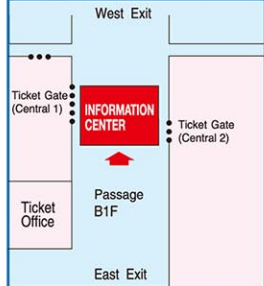 West Exit
Ticket Gate
(Central 1)
INFORMATION
CENTER
Ticket Gate
(Central 2)
Ticket
Office
Passage
B1F
East Exit